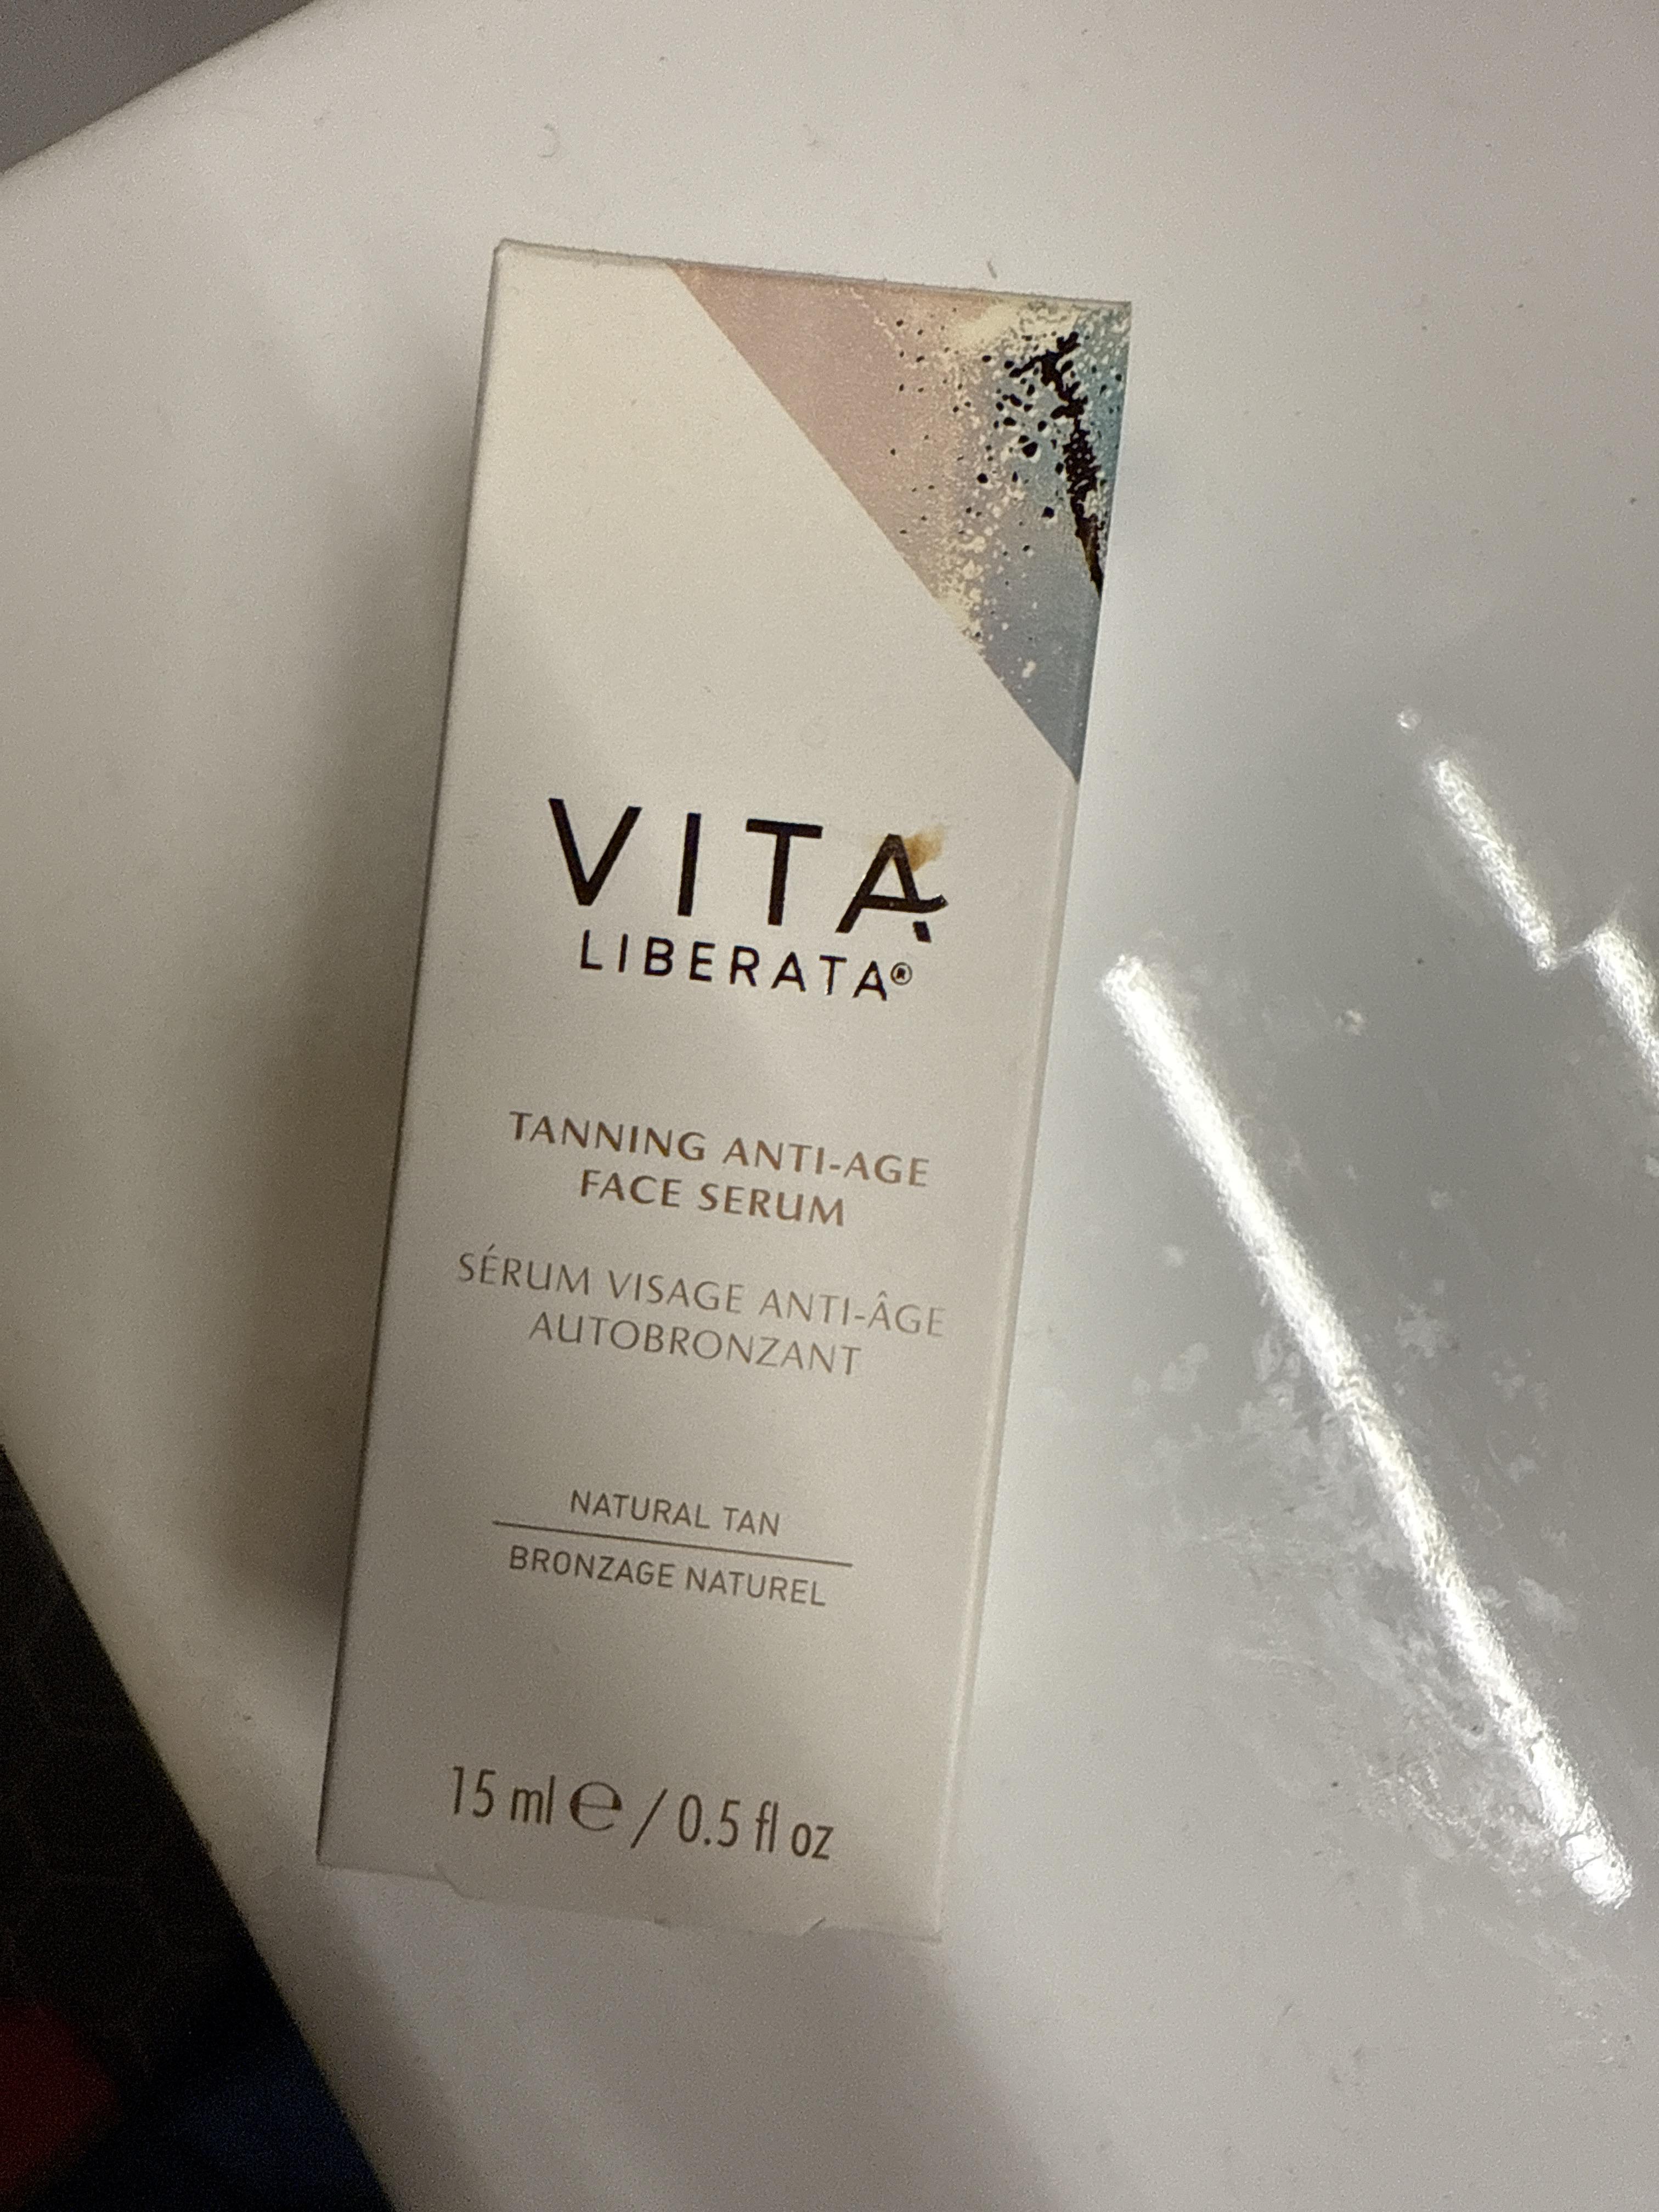 VITA
LIBERATA®
TANNING ANTI-AGE
FACE SERUM
SÉRUM VISAGE ANTI-ÂGE
AUTOBRONZANT
NATURAL TAN
BRONZAGE NATUREL
15 ml ℮ / 0.5 fl oz